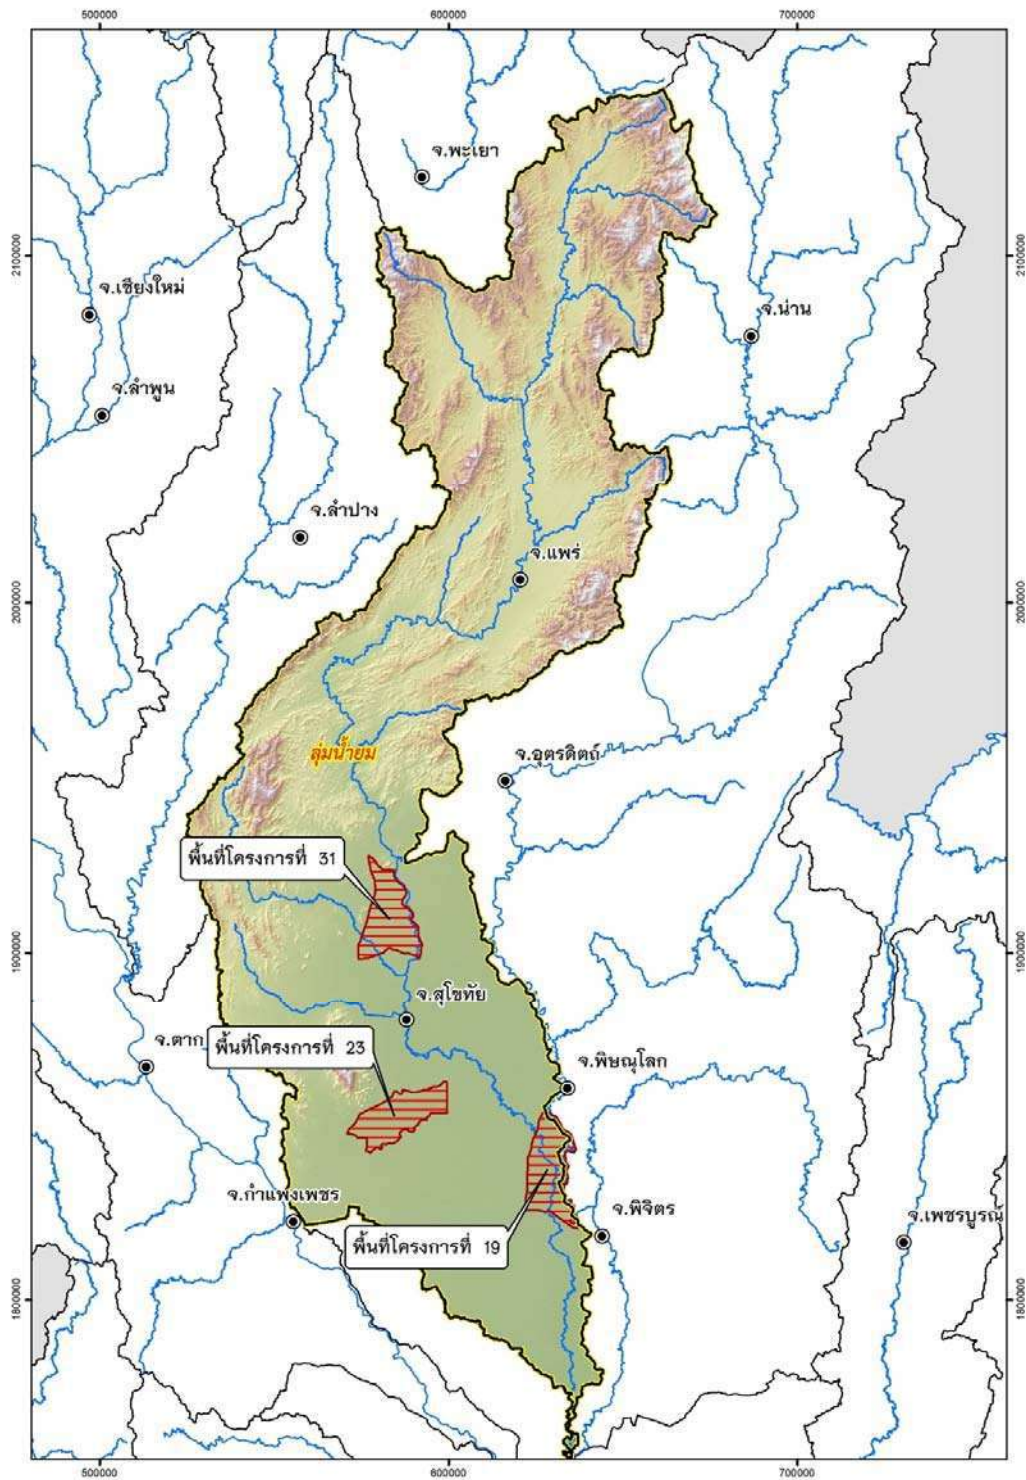 500000
600000
700000
จ.พะเยา
2100000
2100000
จ.เชียงใหม่
จ.น่าน
จ.ลำพูน
จ.ลำปาง
จ.แพร่
2000000
2000000
ลุ่มน้ำยม
จ.อุตรดิตถ์
พื้นที่โครงการที่ 31
1900000
1900000
จ.สุโขทัย
จ.ตาก
พื้นที่โครงการที่ 23
จ.พิษณุโลก
จ.กำแพงเพชร
จ.พิจิตร
จ.เพชรบูรณ์
พื้นที่โครงการที่ 19
1800000
1800000
500000
600000
700000